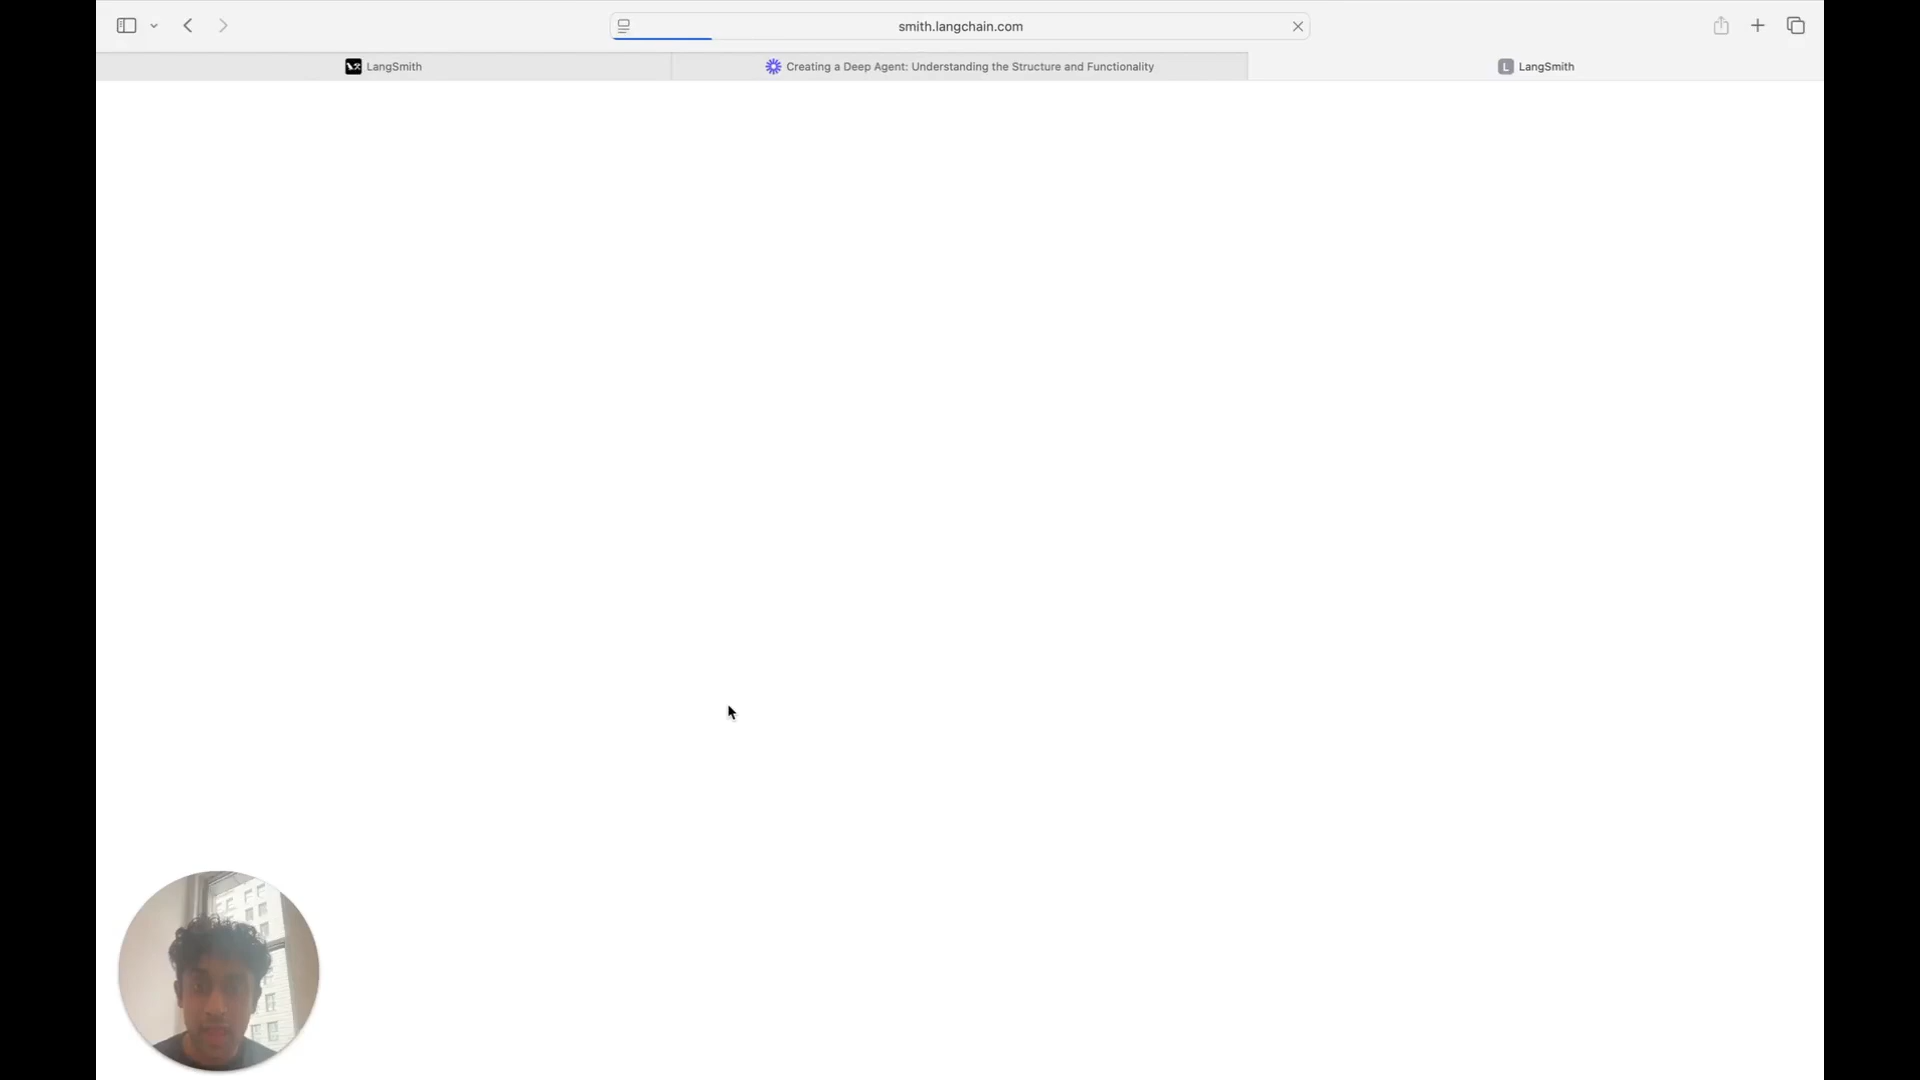 smith.langchain.com
LangSmith
Creating a Deep Agent: Understanding the Structure and Functionality
L LangSmith